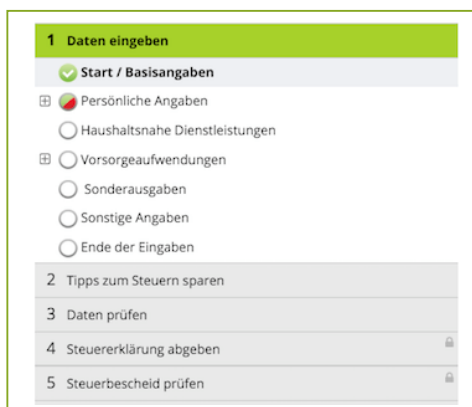 1 Daten eingeben
Start / Basisangaben
Persönliche Angaben
Haushaltsnahe Dienstleistungen
Vorsorgeaufwendungen
Sonderausgaben
Sonstige Angaben
Ende der Eingaben
2 Tipps zum Steuern sparen
3 Daten prüfen
4 Steuererklärung abgeben
5 Steuerbescheid prüfen